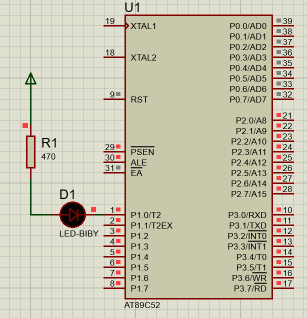 U1
19 XTAL1 P0.0/AD0 39
P0.1/AD1 38
P0.2/AD2 37
18 XTAL2 P0.3/AD3 36
P0.4/AD4 35
P0.5/AD5 34
P0.6/AD6 33
9 RST P0.7/AD7 32
P2.0/A8 21
P2.1/A9 22
P2.2/A10 23
29 PSEN P2.3/A11 24
30 ALE P2.4/A12 25
31 EA P2.5/A13 26
P2.6/A14 27
P2.7/A15 28
1 P1.0/T2 P3.0/RXD 10
2 P1.1/T2EX P3.1/TXD 11
3 P1.2 P3.2/INT0 12
4 P1.3 P3.3/INT1 13
5 P1.4 P3.4/T0 14
6 P1.5 P3.5/T1 15
7 P1.6 P3.6/WR 16
8 P1.7 P3.7/RD 17
AT89C52
R1
470
D1
LED-BIBY